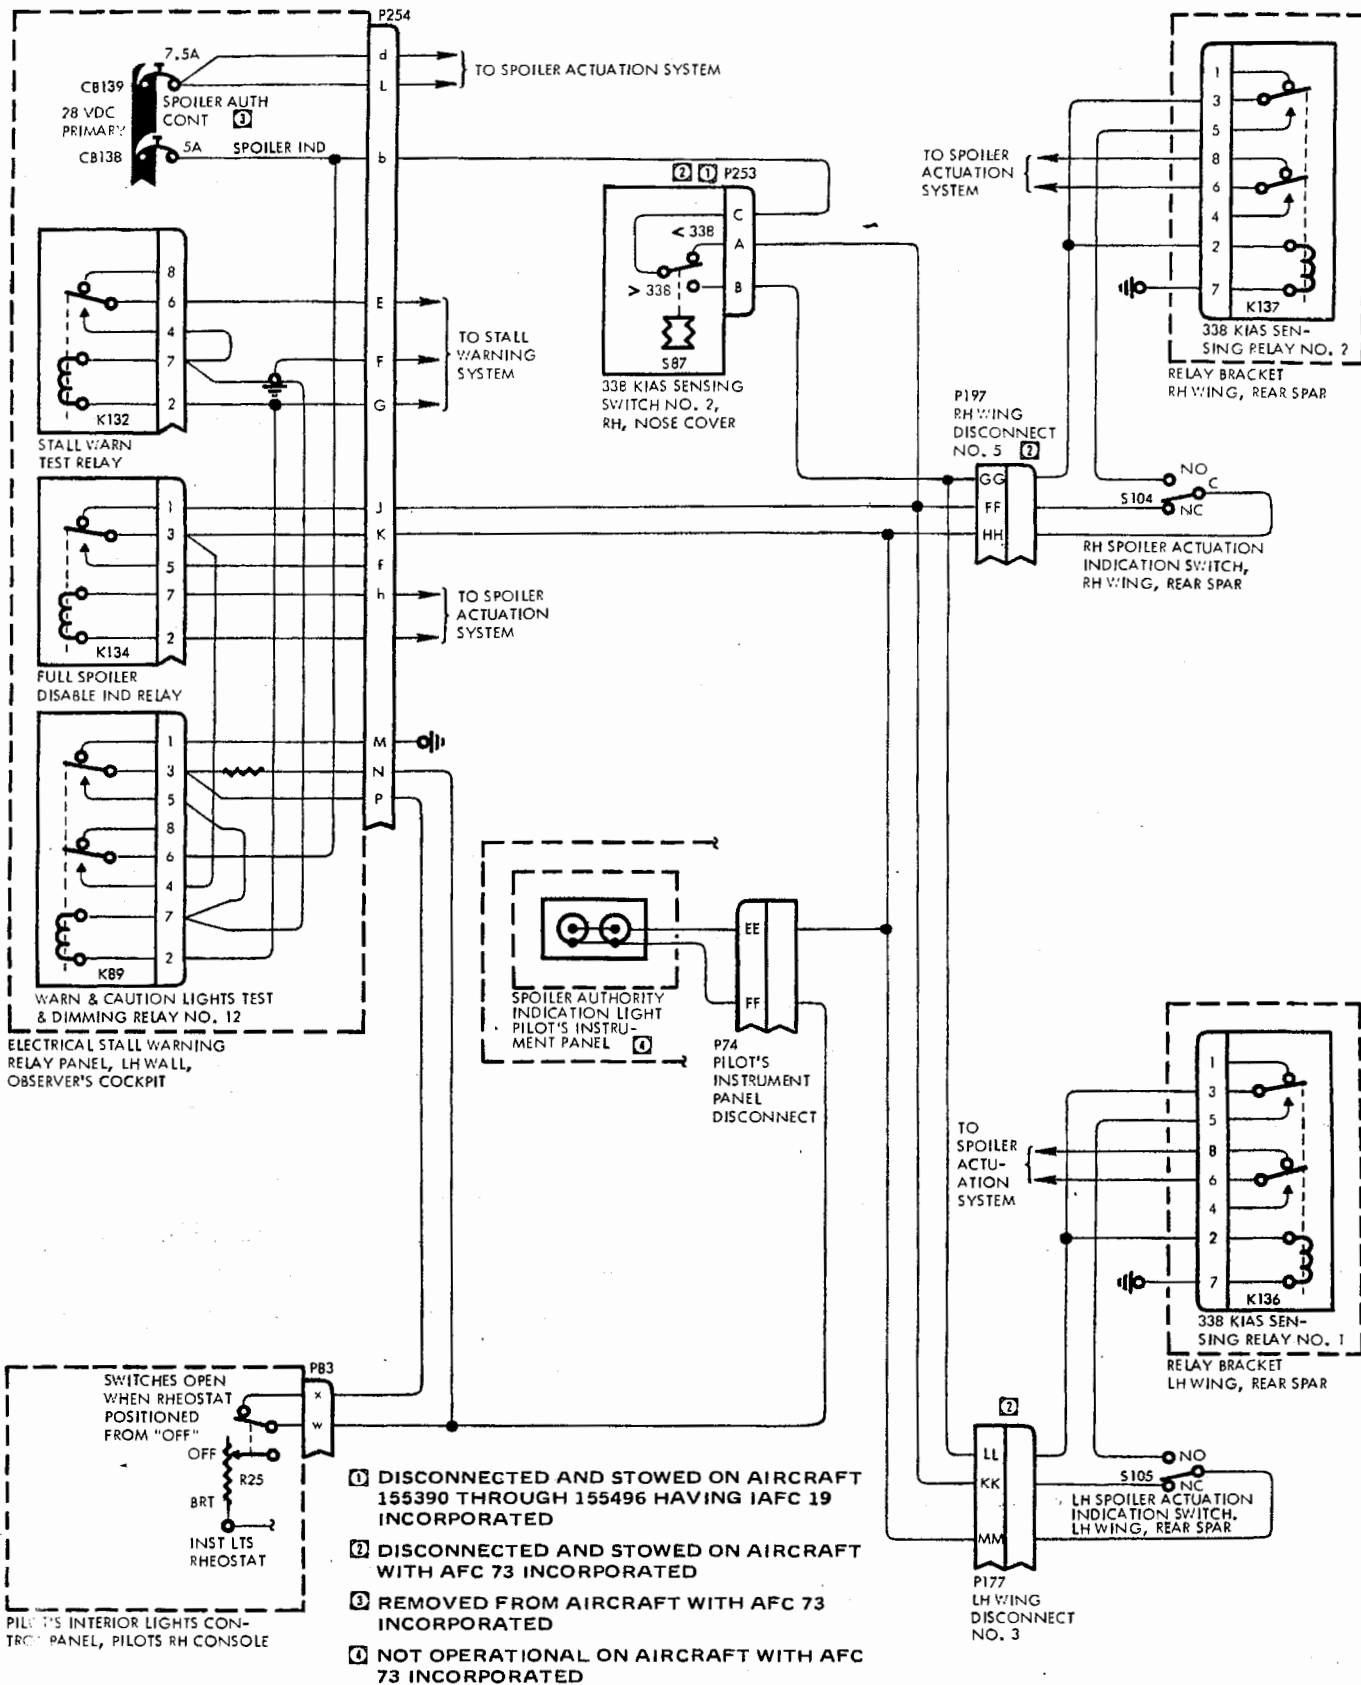 P254
7.5A
d
TO SPOILER ACTUATION SYSTEM
CB139
L
SPOILER AUTH
CONT 3
28 VDC
PRIMARY
CB138
5A
SPOILER IND
b
2 1 P253
C
< 338
A
> 338
B
S87
338 KIAS SENSING
SWITCH NO. 2,
RH, NOSE COVER
TO SPOILER
ACTUATION
SYSTEM
1
3
5
8
6
4
2
7
K137
338 KIAS SEN-
SING RELAY NO. 2
RELAY BRACKET
RH WING, REAR SPAR
8
6
4
7
2
K132
STALL WARN
TEST RELAY
E
F
G
TO STALL
WARNING
SYSTEM
P197
RH WING
DISCONNECT
NO. 5 2
GG
FF
HH
NO
C
S104
NC
RH SPOILER ACTUATION
INDICATION SWITCH,
RH WING, REAR SPAR
1
3
5
7
2
K134
FULL SPOILER
DISABLE IND RELAY
J
K
f
h
TO SPOILER
ACTUATION
SYSTEM
1
3
5
8
6
4
7
2
K89
WARN & CAUTION LIGHTS TEST
& DIMMING RELAY NO. 12
ELECTRICAL STALL WARNING
RELAY PANEL, LH WALL,
OBSERVER'S COCKPIT
M
N
P
EE
FF
SPOILER AUTHORITY
INDICATION LIGHT
PILOT'S INSTRU-
MENT PANEL 4
P74
PILOT'S
INSTRUMENT
PANEL
DISCONNECT
TO
SPOILER
ACTU-
ATION
SYSTEM
1
3
5
8
6
4
2
7
K136
338 KIAS SEN-
SING RELAY NO. 1
RELAY BRACKET
LH WING, REAR SPAR
P83
SWITCHES OPEN
WHEN RHEOSTAT
POSITIONED
FROM "OFF"
x
w
OFF
R25
BRT
INST LTS
RHEOSTAT
INTERIOR LIGHTS CON-
PANEL, PILOTS RH CONSOLE
2
LL
KK
MM
P177
LH WING
DISCONNECT
NO. 3
NO
S105
C
NC
LH SPOILER ACTUATION
INDICATION SWITCH.
LH WING, REAR SPAR
1 DISCONNECTED AND STOWED ON AIRCRAFT
155390 THROUGH 155496 HAVING IAFC 19
INCORPORATED
2 DISCONNECTED AND STOWED ON AIRCRAFT
WITH AFC 73 INCORPORATED
3 REMOVED FROM AIRCRAFT WITH AFC 73
INCORPORATED
4 NOT OPERATIONAL ON AIRCRAFT WITH AFC
73 INCORPORATED